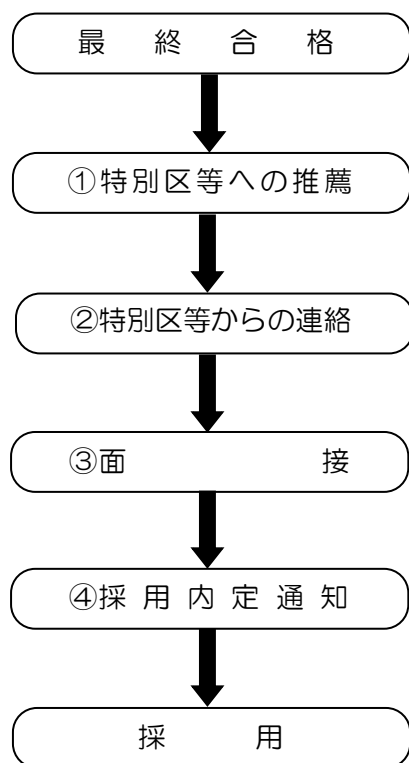 最終合格
①特別区等への推薦
②特別区等からの連絡
③面接
④採用内定通知
採用